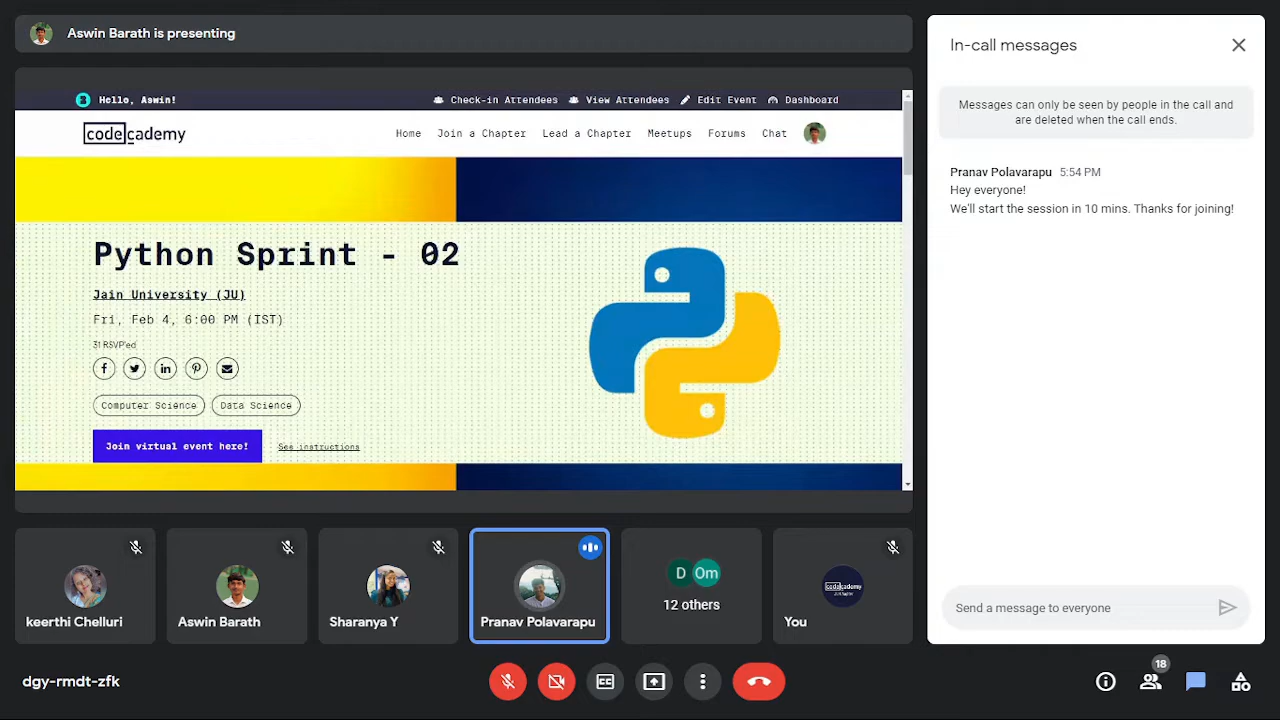 Aswin Barath is presenting
Hello, Aswin!
Check-in Attendees View Attendees Edit Event Dashboard
codecademy
Home Join a Chapter Lead a Chapter Meetups Forums Chat
Python Sprint - 02
Jain University (JU)
Fri, Feb 4, 6:00 PM (IST)
31 RSVP'ed
Computer Science Data Science
Join virtual event here! See instructions
keerthi Chelluri
Aswin Barath
Sharanya Y
Pranav Polavarapu
D Om
12 others
codecademy
You
dgy-rmdt-zfk
CC
18
In-call messages
Messages can only be seen by people in the call and
are deleted when the call ends.
Pranav Polavarapu 5:54 PM
Hey everyone!
We'll start the session in 10 mins. Thanks for joining!
Send a message to everyone